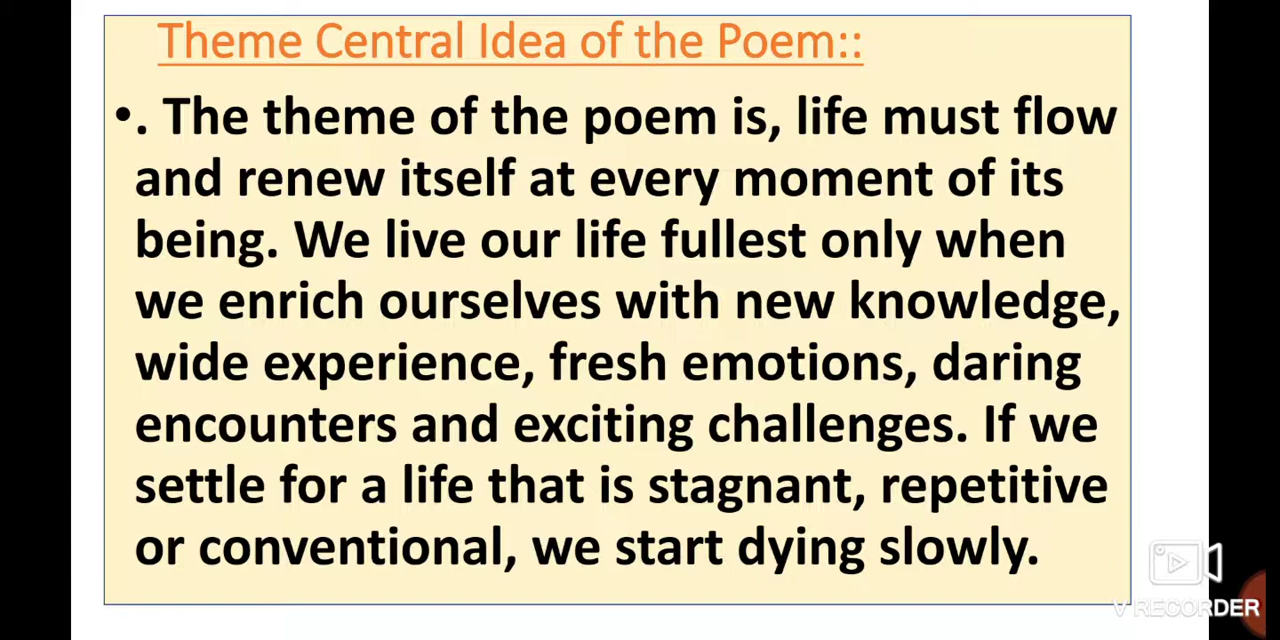 Theme Central Idea of the Poem::
• . The theme of the poem is, life must flow
and renew itself at every moment of its
being. We live our life fullest only when
we enrich ourselves with new knowledge,
wide experience, fresh emotions, daring
encounters and exciting challenges. If we
settle for a life that is stagnant, repetitive
or conventional, we start dying slowly.
V RECORDER